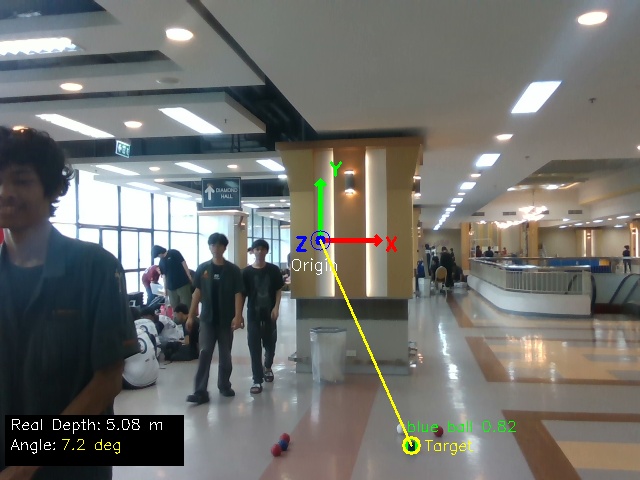 DIAMOND
HALL
Y
Z
X
Origin
blue ball 0.82
Target
Real Depth: 5.08 m
Angle: 7.2 deg